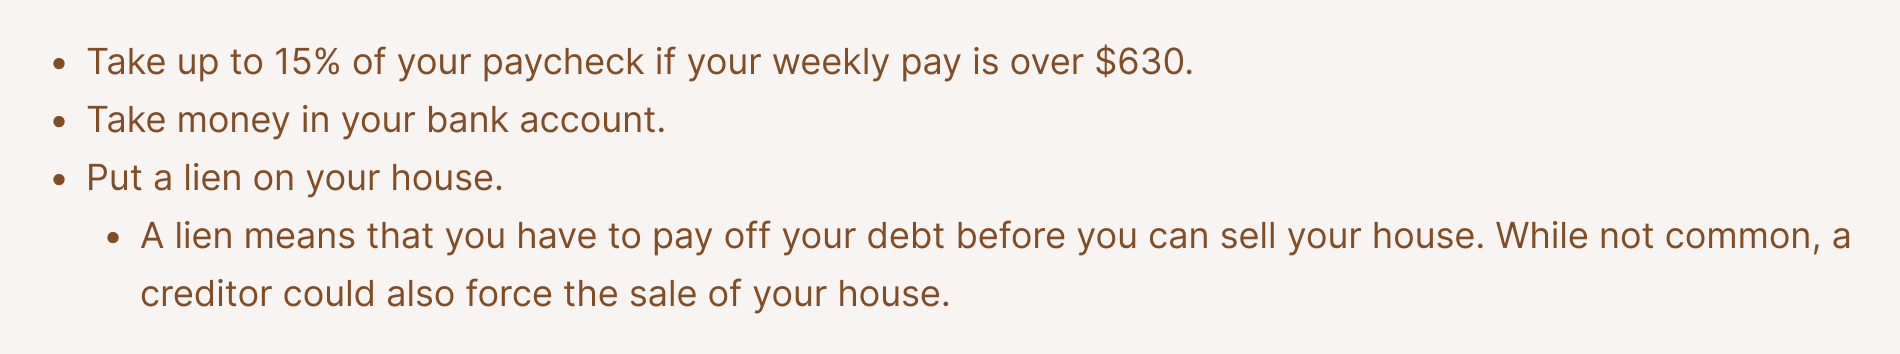 • Take up to 15% of your paycheck if your weekly pay is over $630.
• Take money in your bank account.
• Put a lien on your house.
• A lien means that you have to pay off your debt before you can sell your house. While not common, a
creditor could also force the sale of your house.